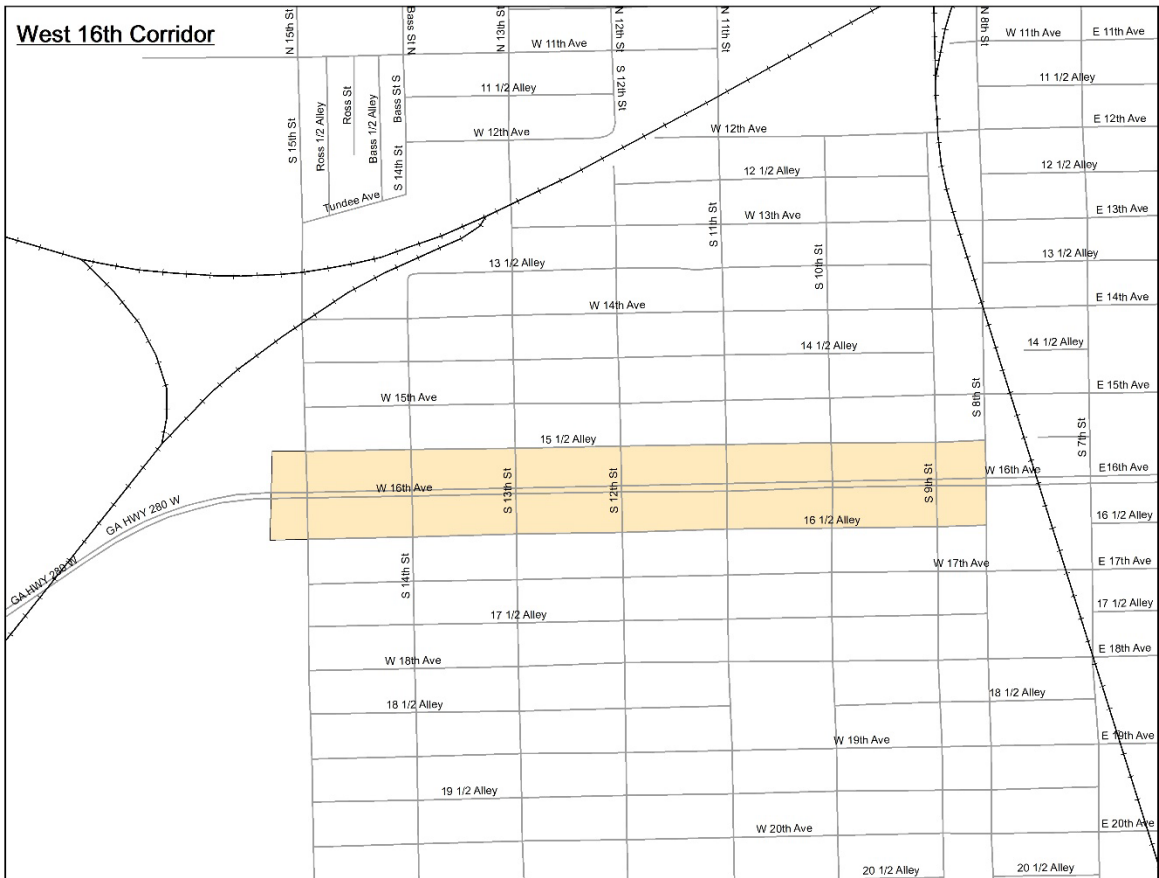 West 16th Corridor
N 15th St
Bass St N
N 13th St
N 12th St
N 11th St
N 8th St
W 11th Ave
W 11th Ave
E 11th Ave
S 15th St
Ross 1/2 Alley
Ross St
Bass 1/2 Alley
Bass St S
S 14th St
11 1/2 Alley
S 12th St
11 1/2 Alley
W 12th Ave
W 12th Ave
E 12th Ave
12 1/2 Alley
12 1/2 Alley
Tundee Ave
S 11th St
W 13th Ave
E 13th Ave
13 1/2 Alley
S 10th St
13 1/2 Alley
W 14th Ave
E 14th Ave
14 1/2 Alley
14 1/2 Alley
W 15th Ave
S 8th St
E 15th Ave
15 1/2 Alley
S 7th St
W 16th Ave
S 13th St
S 12th St
S 9th St
W 16th Ave
E16th Ave
GA HWY 280 W
16 1/2 Alley
16 1/2 Alley
GA HWY 280 W
S 14th St
W 17th Ave
E 17th Ave
17 1/2 Alley
17 1/2 Alley
W 18th Ave
E 18th Ave
18 1/2 Alley
18 1/2 Alley
W 19th Ave
E 19th Ave
19 1/2 Alley
W 20th Ave
E 20th Ave
20 1/2 Alley
20 1/2 Alley